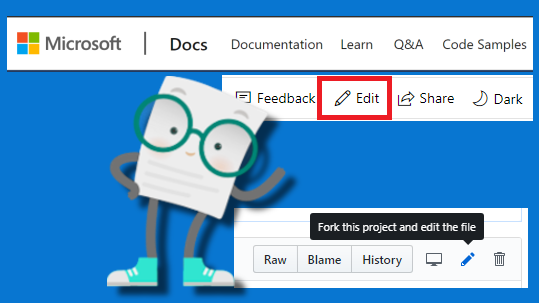 Microsoft | Docs Documentation Learn Q&A Code Samples
Feedback Edit Share Dark
Fork this project and edit the file
Raw Blame History